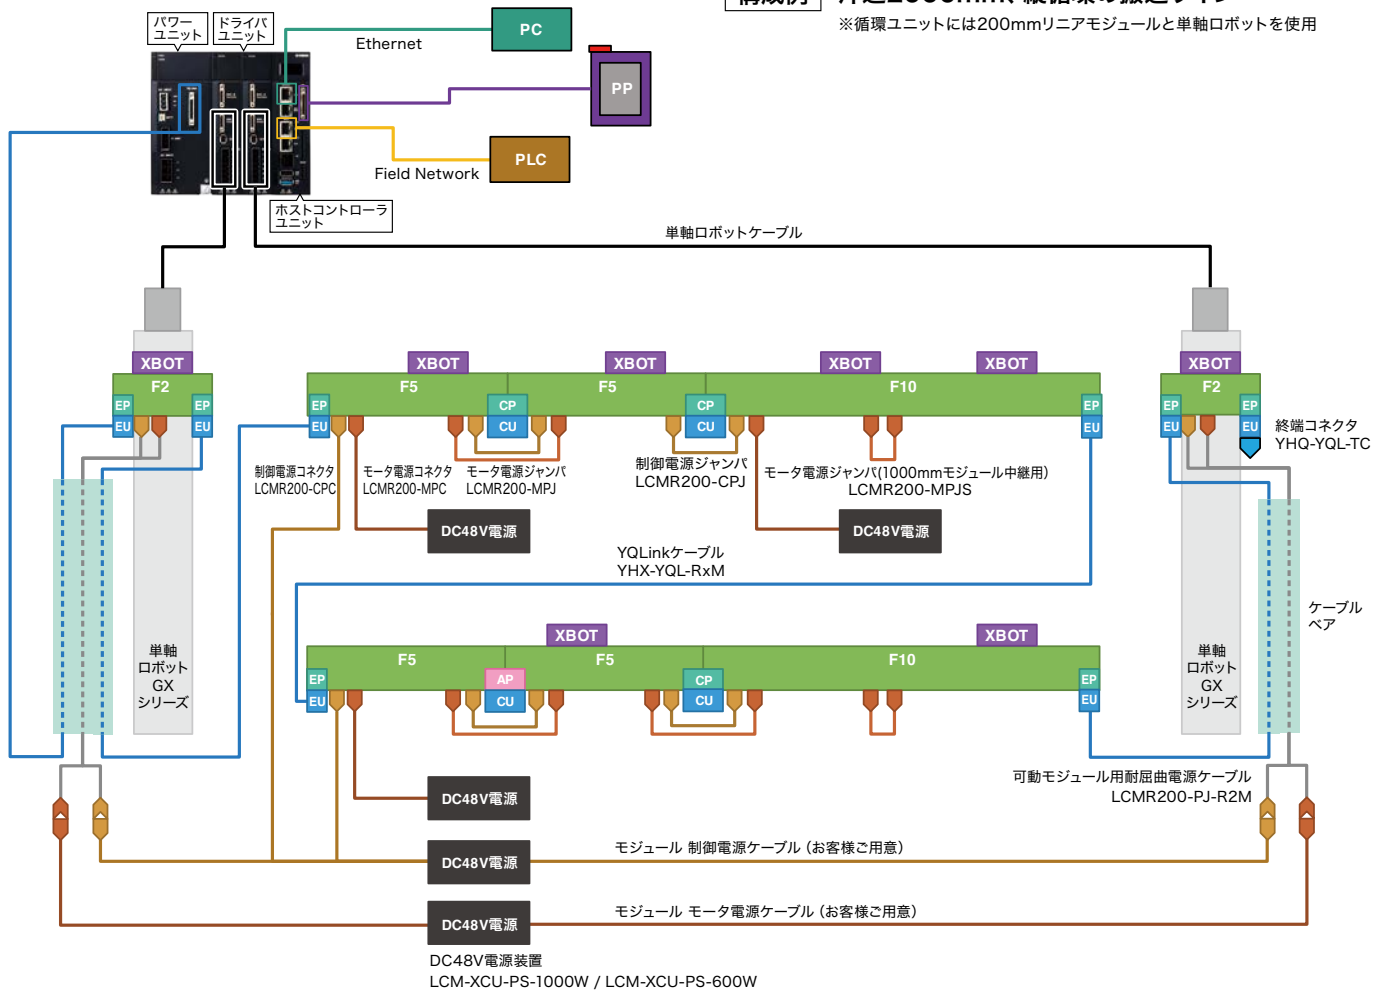 構成例
※循環ユニットには200mmリニアモジュールと単軸ロボットを使用
パワー
ユニット
ドライバ
ユニット
Ethernet
PC
PP
PLC
Field Network
ホストコントローラ
ユニット
単軸ロボットケーブル
XBOT
XBOT
XBOT
XBOT
XBOT
XBOT
F2
F5
F5
F10
F2
EP
EP
EP
CP
CP
EP
EP
EP
EU
EU
EU
CU
CU
EU
EU
EU
終端コネクタ
YHQ-YQL-TC
制御電源コネクタ
LCMR200-CPC
モータ電源コネクタ
LCMR200-MPC
モータ電源ジャンパ
LCMR200-MPJ
制御電源ジャンパ
LCMR200-CPJ
モータ電源ジャンパ(1000mmモジュール中継用)
LCMR200-MPJS
DC48V電源
DC48V電源
YQLinkケーブル
YHX-YQL-RxM
ケーブル
ベア
XBOT
XBOT
F5
F5
F10
EP
AP
CP
EP
EU
CU
CU
EU
単軸
ロボット
GX
シリーズ
単軸
ロボット
GX
シリーズ
可動モジュール用耐屈曲電源ケーブル
LCMR200-PJ-R2M
DC48V電源
DC48V電源
モジュール 制御電源ケーブル (お客様ご用意)
DC48V電源
モジュール モータ電源ケーブル (お客様ご用意)
DC48V電源装置
LCM-XCU-PS-1000W / LCM-XCU-PS-600W